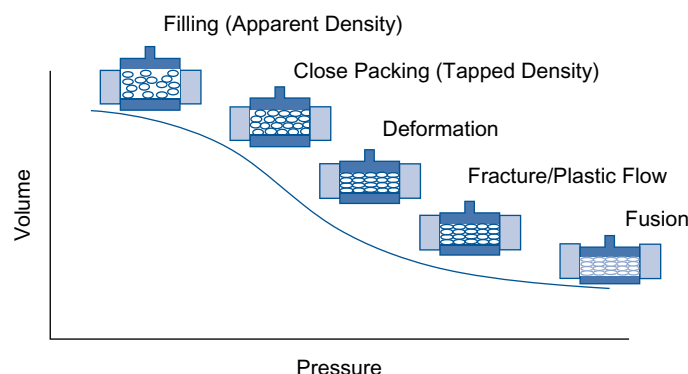 Filling (Apparent Density)
Close Packing (Tapped Density)
Deformation
Fracture/Plastic Flow
Fusion
Volume
Pressure